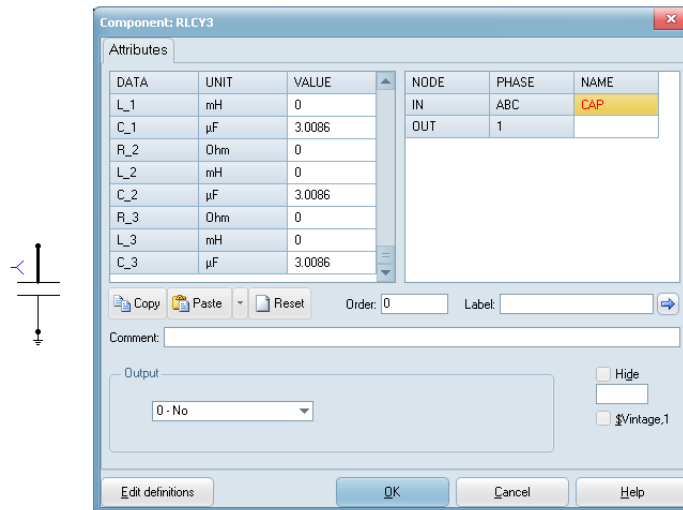 Component: RLCY3
Attributes
DATA UNIT VALUE
L_1 mH 0
C_1 µF 3.0086
R_2 Ohm 0
L_2 mH 0
C_2 µF 3.0086
R_3 Ohm 0
L_3 mH 0
C_3 µF 3.0086
NODE PHASE NAME
IN ABC CAP
OUT 1
Copy Paste Reset Order: 0 Label:
Comment:
Output
0 - No
Hide
$Vintage,1
Edit definitions OK Cancel Help